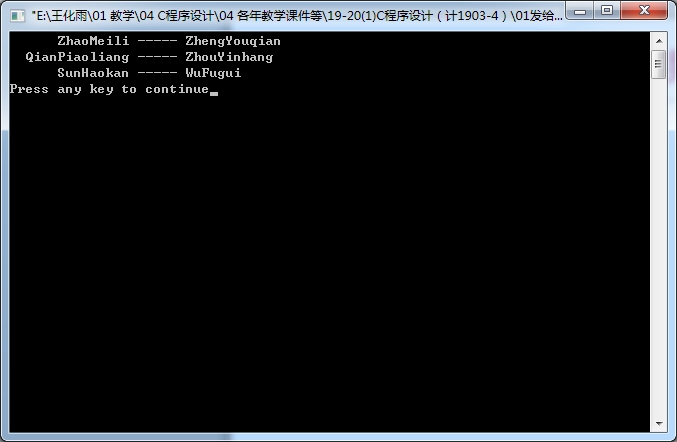 "E:\王化雨\01 教学\04 C程序设计\04 各年教学课件等\19-20(1)C程序设计（计1903-4）\01发给...
ZhaoMeili ----- ZhengYouqian
QianPiaoliang ----- ZhouYinhang
SunHaokan ----- WuFugui
Press any key to continue_